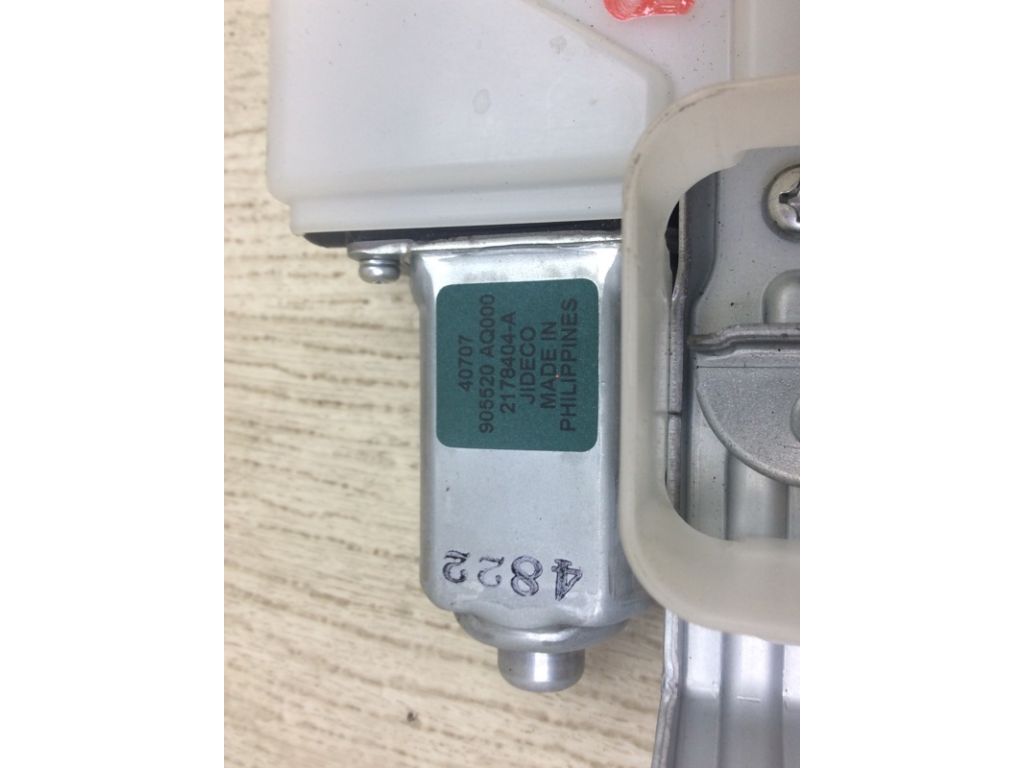 40707
905520 AQ000
2178404-A
JIDECO
MADE IN
PHILIPPINES
4822